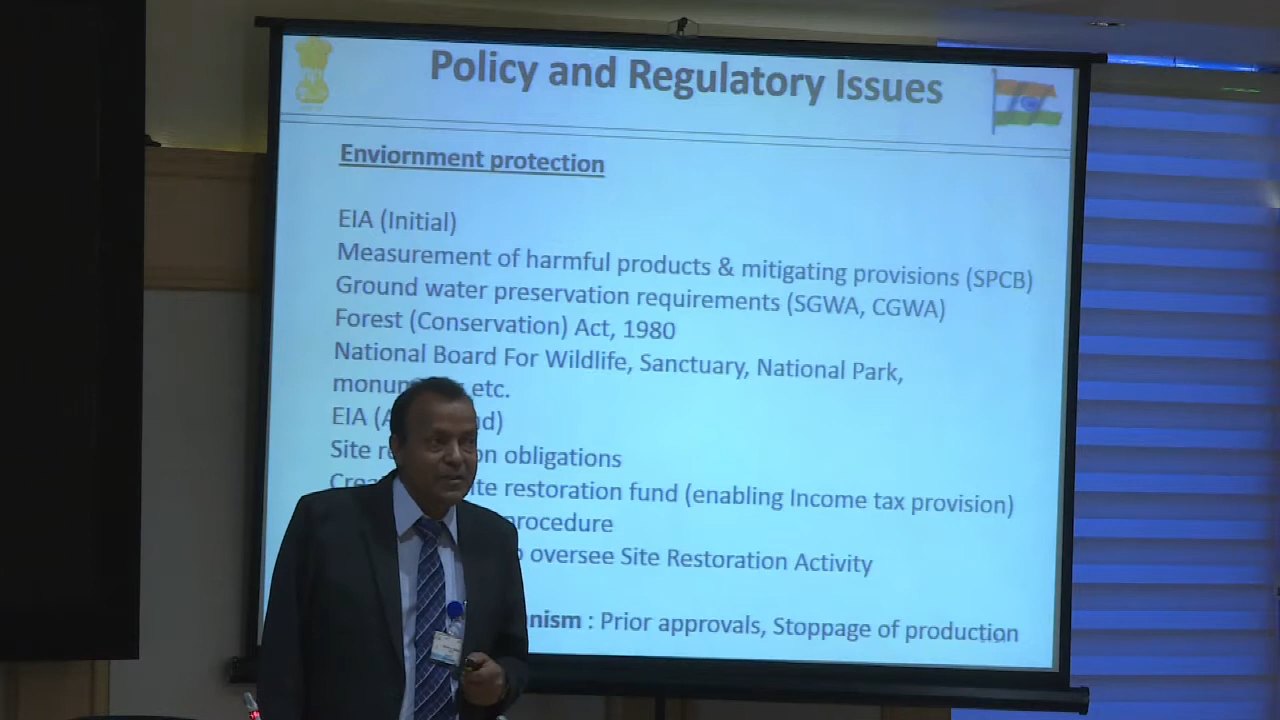 Policy and Regulatory Issues
Enviornment protection
EIA (Initial)
Measurement of harmful products & mitigating provisions (SPCB)
Ground water preservation requirements (SGWA, CGWA)
Forest (Conservation) Act, 1980
National Board For Wildlife, Sanctuary, National Park,
etc.
EIA
Site obligations
restoration fund (enabling Income tax provision)
procedure
oversee Site Restoration Activity
: Prior approvals, Stoppage of production